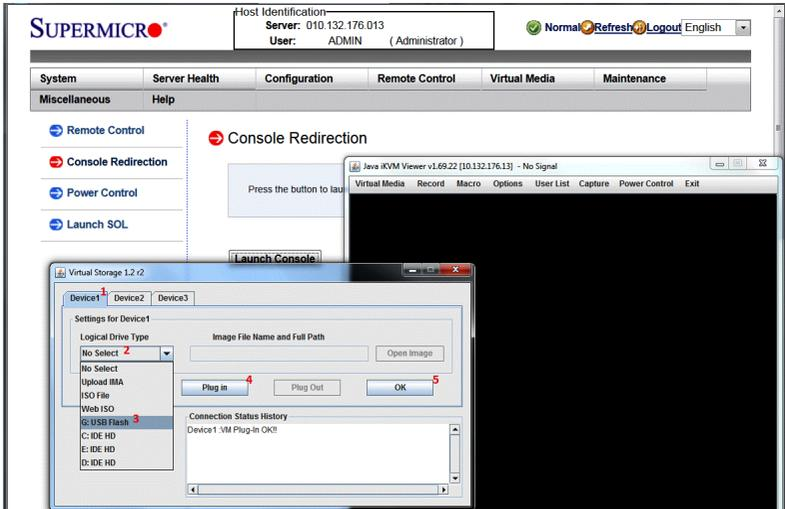 SUPERMICRO
Host Identification
Server: 010.132.176.013
User: ADMIN ( Administrator )
Normal Refresh Logout English
System Server Health Configuration Remote Control Virtual Media Maintenance
Miscellaneous Help
Remote Control
Console Redirection
Power Control
Launch SOL
Console Redirection
Press the button to lau
Launch Console
Java iKVM Viewer v1.69.22 [10.132.176.13] - No Signal
Virtual Media Record Macro Options User List Capture Power Control Exit
Virtual Storage 1.2 r2
Device1 1 Device2 Device3
Settings for Device1
Logical Drive Type Image File Name and Full Path
No Select 2 Open Image
No Select
Upload IMA
ISO File
Web ISO
G: USB Flash 3
C: IDE HD
E: IDE HD
D: IDE HD
Plug in 4 Plug Out OK 5
Connection Status History
Device1 :VM Plug-In OK!!